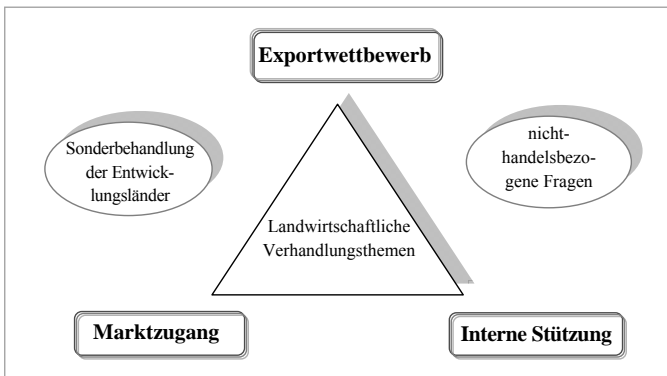 Exportwettbewerb
Sonderbehandlung
der Entwick-
lungsländer
nicht-
handelsbezo-
gene Fragen
Landwirtschaftliche
Verhandlungsthemen
Marktzugang
Interne Stützung